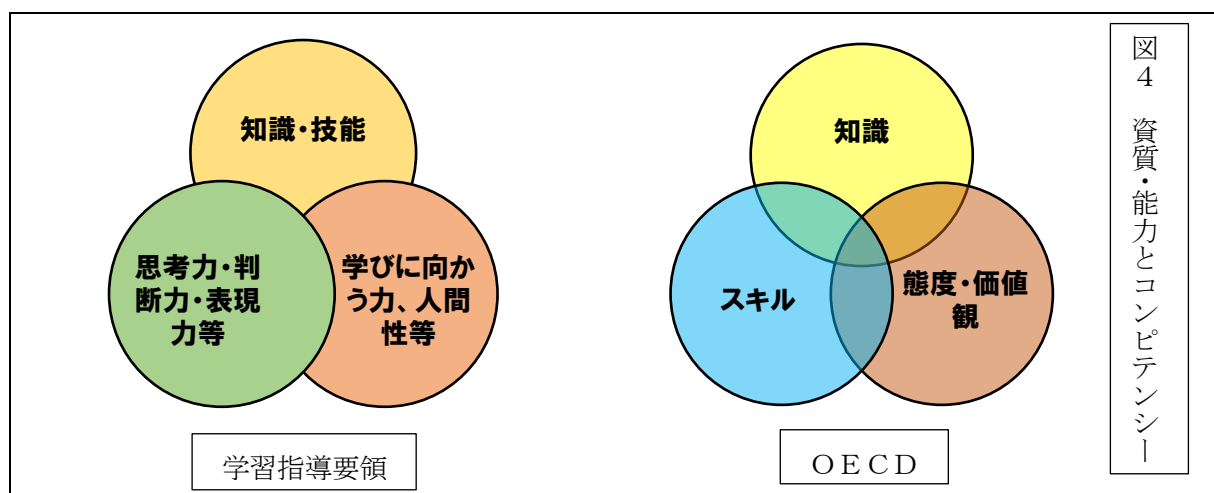 知識・技能
思考力・判
断力・表現
力等
学びに向か
う力、人間
性等
学習指導要領
知識
スキル
態度・価値
観
ＯＥＣＤ
図４　資質・能力とコンピテンシー